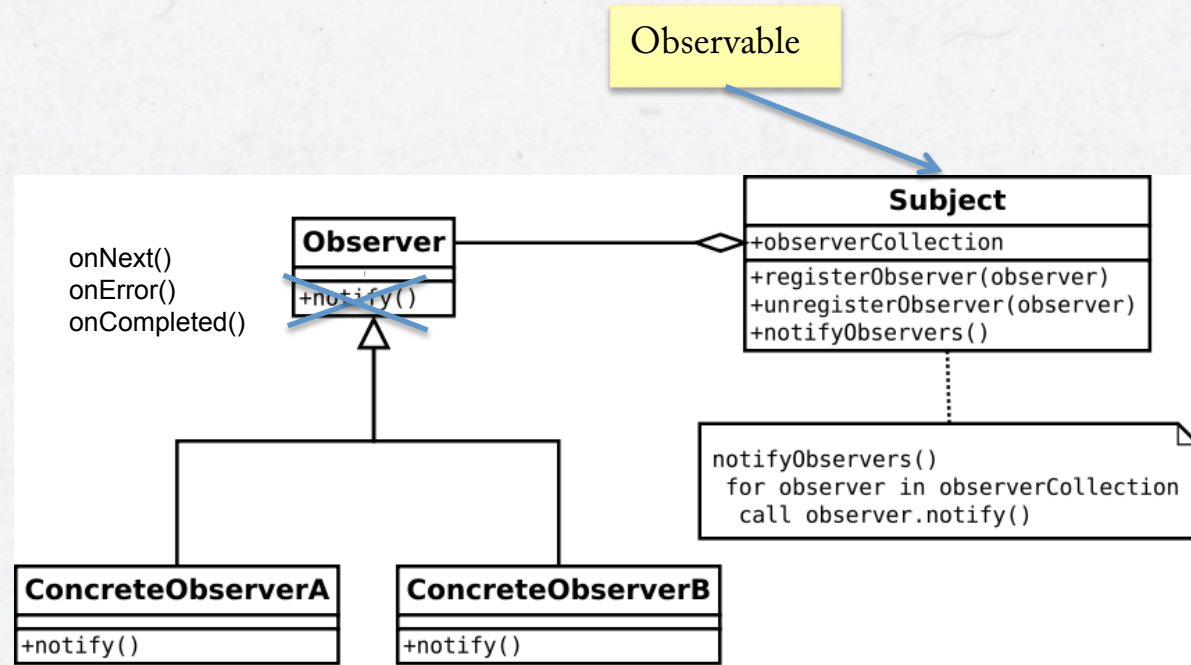 Observable
onNext()
onError()
onCompleted()
Observer
+notify()
Subject
+observerCollection
+registerObserver(observer)
+unregisterObserver(observer)
+notifyObservers()
notifyObservers()
for observer in observerCollection
call observer.notify()
ConcreteObserverA
+notify()
ConcreteObserverB
+notify()